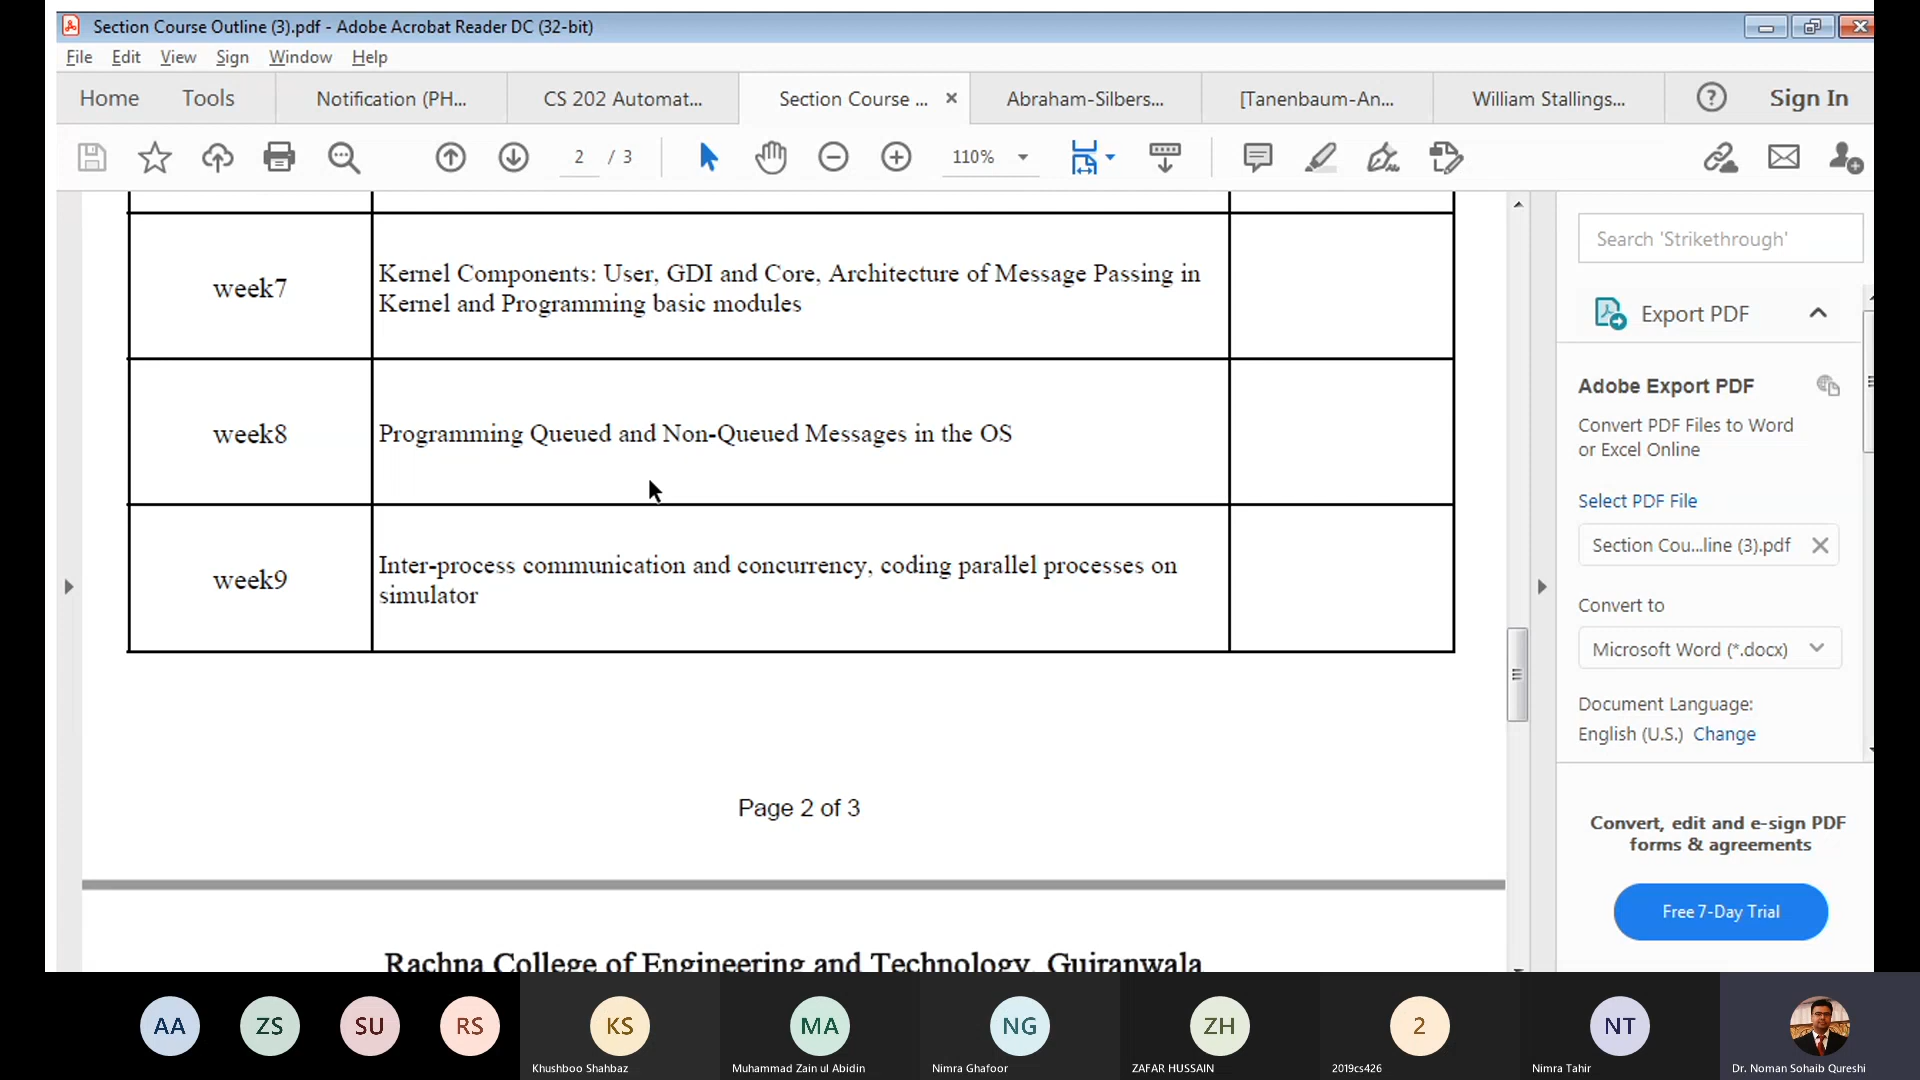 Section Course Outline (3).pdf - Adobe Acrobat Reader DC (32-bit)
File Edit View Sign Window Help
Home Tools Notification (PH... CS 202 Automat... Section Course ... Abraham-Silbers... [Tanenbaum-An... William Stallings... Sign In
2 / 3 110%
week7
Kernel Components: User, GDI and Core, Architecture of Message Passing in
Kernel and Programming basic modules
week8
Programming Queued and Non-Queued Messages in the OS
week9
Inter-process communication and concurrency, coding parallel processes on
simulator
Page 2 of 3
Rachna College of Engineering and Technology, Gujranwala
Search 'Strikethrough'
Export PDF
Adobe Export PDF
Convert PDF Files to Word
or Excel Online
Select PDF File
Section Cou...line (3).pdf
Convert to
Microsoft Word (*.docx)
Document Language:
English (U.S.) Change
Convert, edit and e-sign PDF
forms & agreements
Free 7-Day Trial
AA ZS SU RS KS MA NG ZH 2 NT
Khushboo Shahbaz Muhammad Zain ul Abidin Nimra Ghafoor ZAFAR HUSSAIN 2019cs426 Nimra Tahir Dr. Noman Sohaib Qureshi